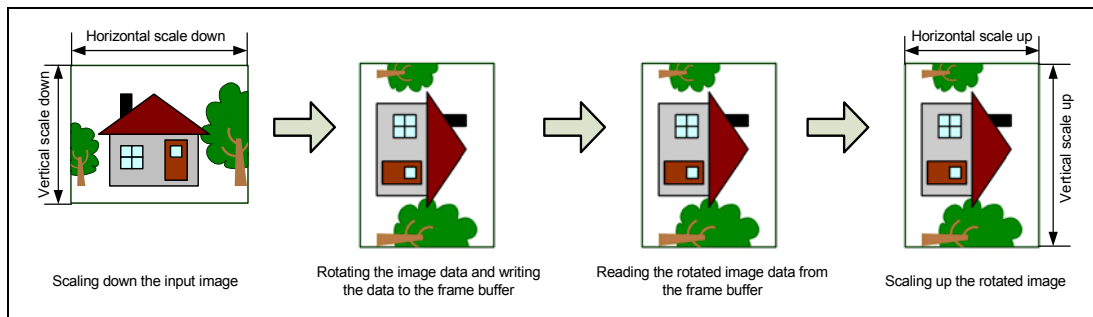 Horizontal scale down
Vertical scale down
Scaling down the input image
Rotating the image data and writing
the data to the frame buffer
Reading the rotated image data from
the frame buffer
Horizontal scale up
Vertical scale up
Scaling up the rotated image